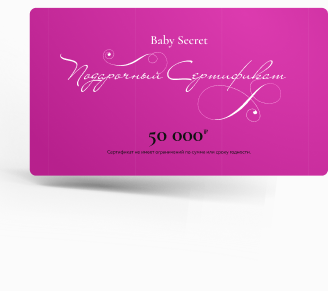 Baby Secret
Подарочный Сертификат
50 000₽
Сертификат не имеет ограничений по сумме или сроку годности.